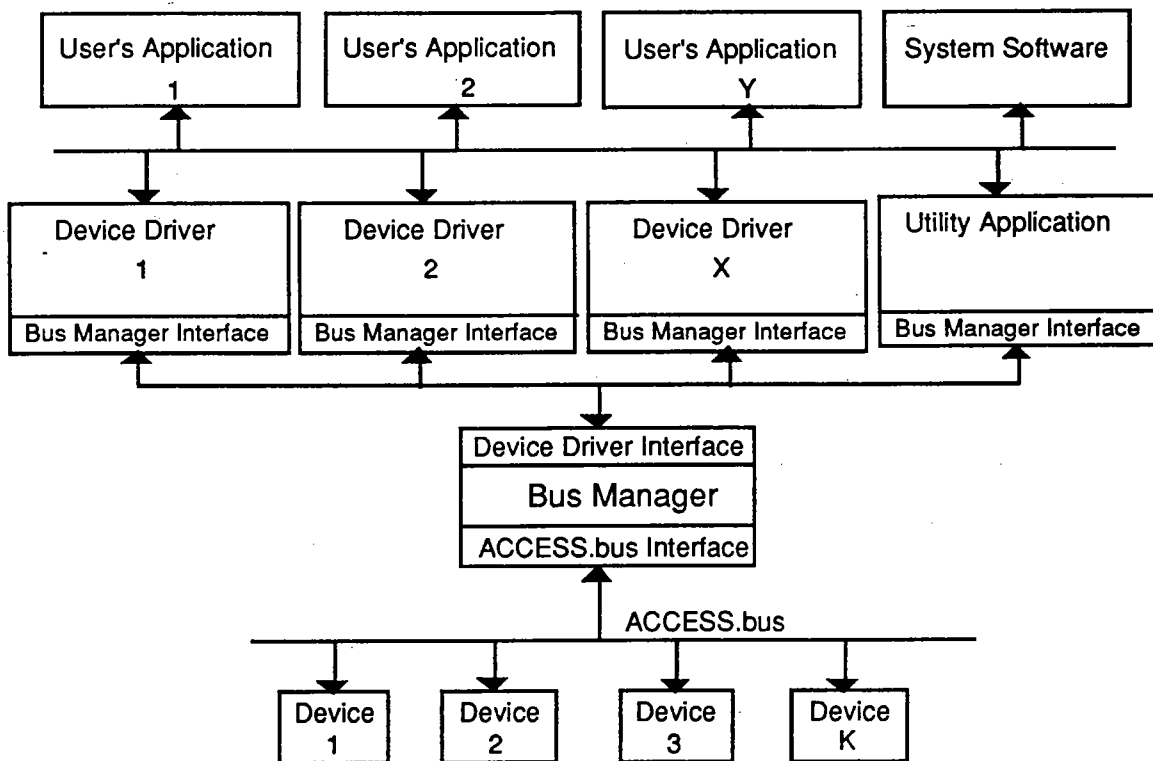 User's Application
1
User's Application
2
User's Application
Y
System Software
Device Driver
1
Bus Manager Interface
Device Driver
2
Bus Manager Interface
Device Driver
X
Bus Manager Interface
Utility Application
Bus Manager Interface
Device Driver Interface
Bus Manager
ACCESS.bus Interface
ACCESS.bus
Device
1
Device
2
Device
3
Device
K